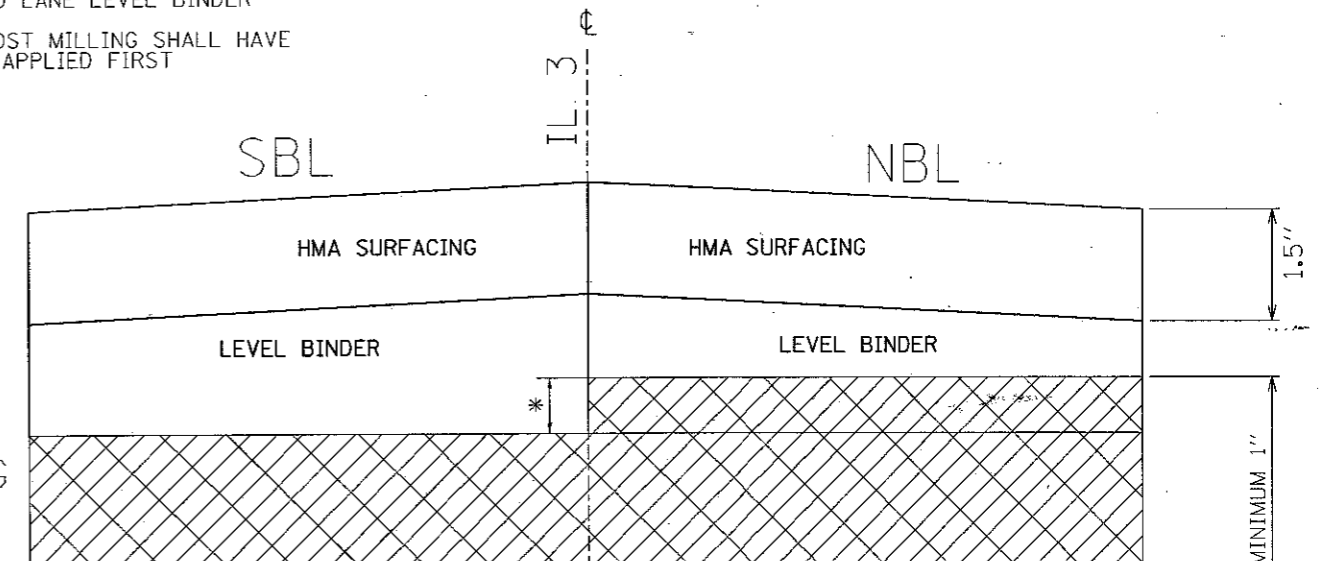 LANE LEVEL BINDER
OST MILLING SHALL HAVE
APPLIED FIRST
℄
IL 3
SBL
NBL
HMA SURFACING
HMA SURFACING
1.5"
LEVEL BINDER
LEVEL BINDER
*
MINIMUM 1"